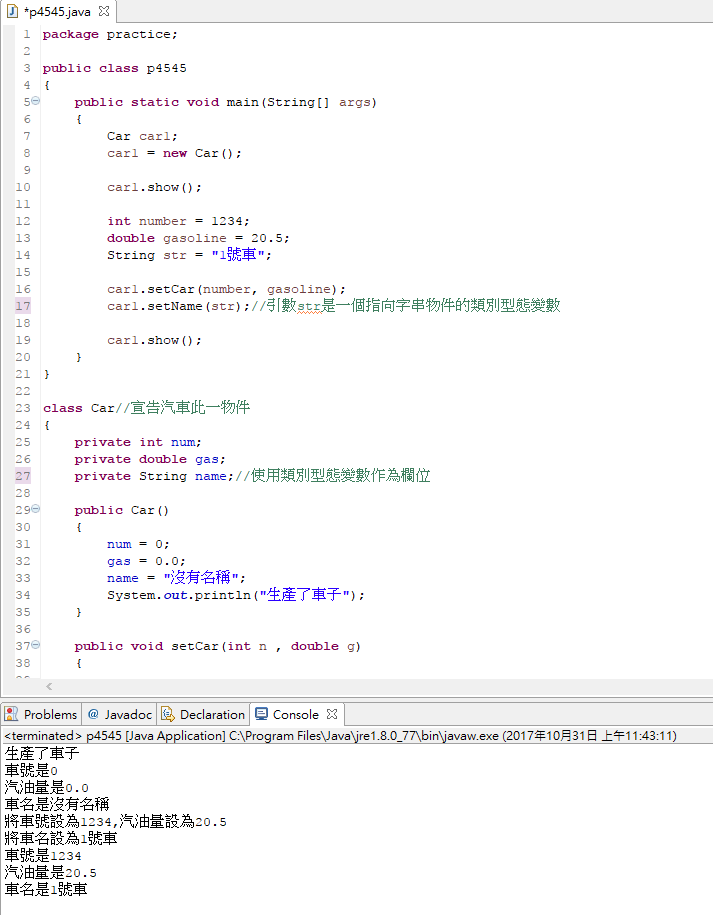 *p4545.java
1 package practice;
2
3 public class p4545
4 {
5 public static void main(String[] args)
6 {
7 Car car1;
8 car1 = new Car();
9
10 car1.show();
11
12 int number = 1234;
13 double gasoline = 20.5;
14 String str = "1號車";
15
16 car1.setCar(number, gasoline);
17 car1.setName(str);//引數str是一個指向字串物件的類別型態變數
18
19 car1.show();
20 }
21 }
22
23 class Car//宣告汽車此一物件
24 {
25 private int num;
26 private double gas;
27 private String name;//使用類別型態變數作為欄位
28
29 public Car()
30 {
31 num = 0;
32 gas = 0.0;
33 name = "沒有名稱";
34 System.out.println("生產了車子");
35 }
36
37 public void setCar(int n , double g)
38 {
Problems @ Javadoc Declaration Console
<terminated> p4545 [Java Application] C:\Program Files\Java\jre1.8.0_77\bin\javaw.exe (2017年10月31日 上午11:43:11)
生產了車子
車號是0
汽油量是0.0
車名是沒有名稱
將車號設為1234,汽油量設為20.5
將車名設為1號車
車號是1234
汽油量是20.5
車名是1號車